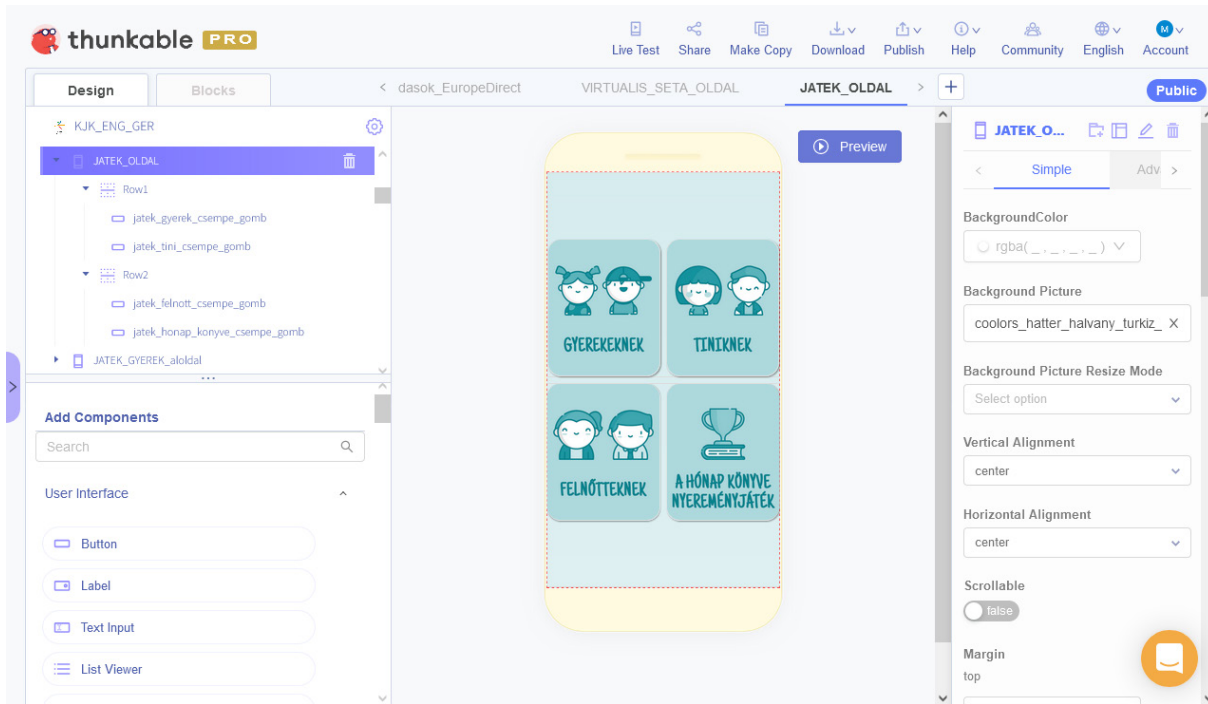 thunkable PRO
Live Test
Share
Make Copy
Download
Publish
Help
Community
English
M
Account
Design
Blocks
dasok_EuropeDirect
VIRTUALIS_SETA_OLDAL
JATEK_OLDAL
Public
KJK_ENG_GER
JATEK_OLDAL
Row1
jatek_gyerek_csempe_gomb
jatek_tini_csempe_gomb
Row2
jatek_felnott_csempe_gomb
jatek_honap_konyve_csempe_gomb
JATEK_GYEREK_aloldal
Add Components
Search
User Interface
Button
Label
Text Input
List Viewer
Preview
GYEREKEKNEK
TINIKNEK
FELNŐTTEKNEK
A HÓNAP KÖNYVE
NYEREMÉNYJÁTÉK
JATEK_O...
Simple
Adv
BackgroundColor
rgba( _ , _ , _ , _ )
Background Picture
coolors_hatter_halvany_turkiz_
Background Picture Resize Mode
Select option
Vertical Alignment
center
Horizontal Alignment
center
Scrollable
false
Margin
top